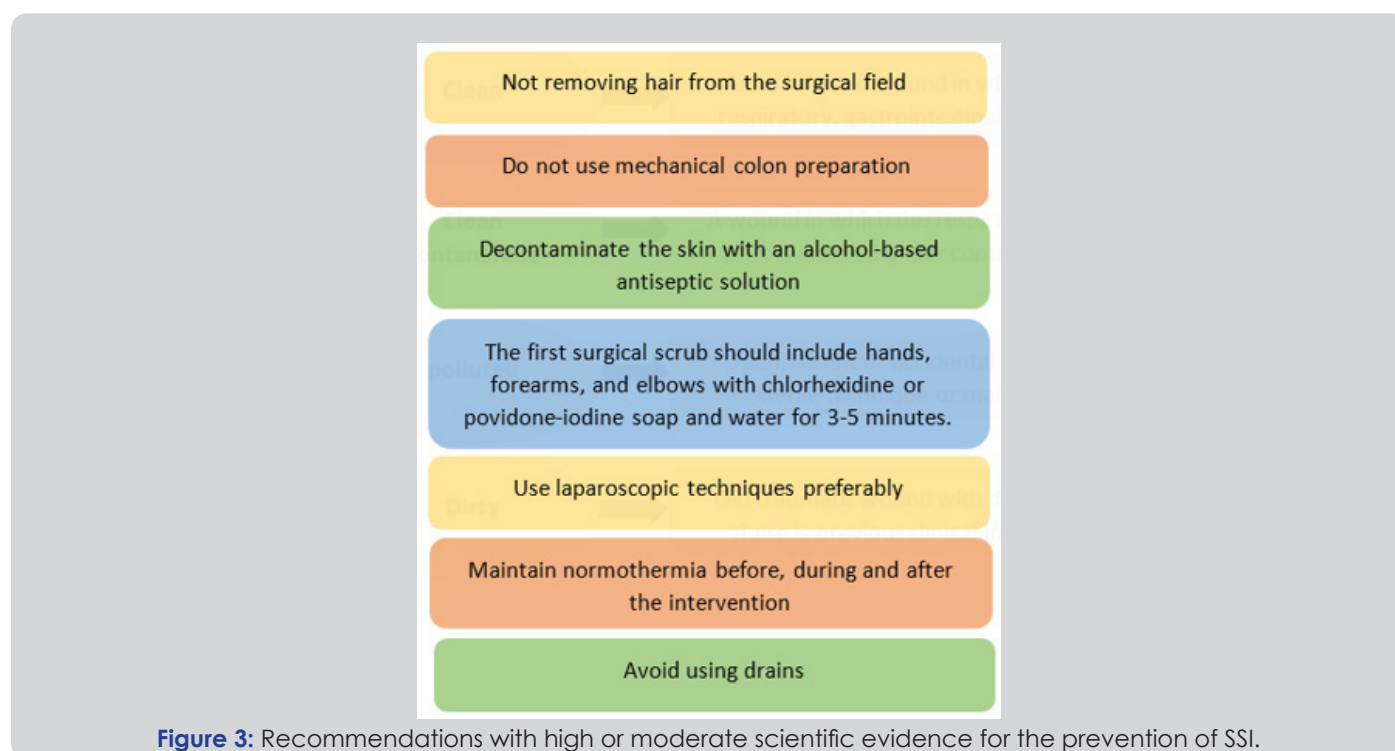 Not removing hair from the surgical field
Do not use mechanical colon preparation
Decontaminate the skin with an alcohol-based
antiseptic solution
The first surgical scrub should include hands,
forearms, and elbows with chlorhexidine or
povidone-iodine soap and water for 3-5 minutes.
Use laparoscopic techniques preferably
Maintain normothermia before, during and after
the intervention
Avoid using drains
Figure 3: Recommendations with high or moderate scientific evidence for the prevention of SSI.